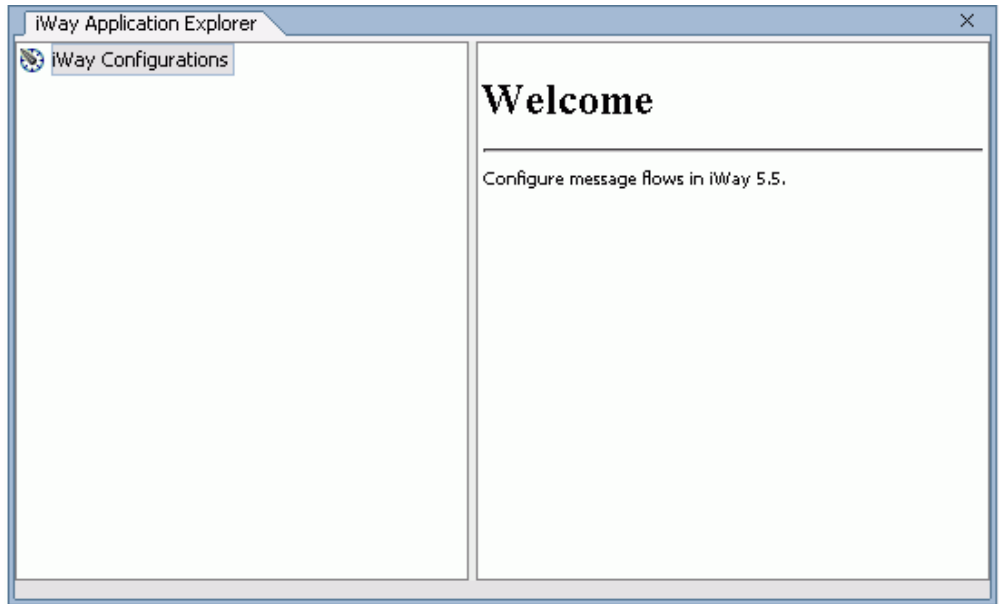 iWay Application Explorer
iWay Configurations
Welcome
Configure message flows in iWay 5.5.